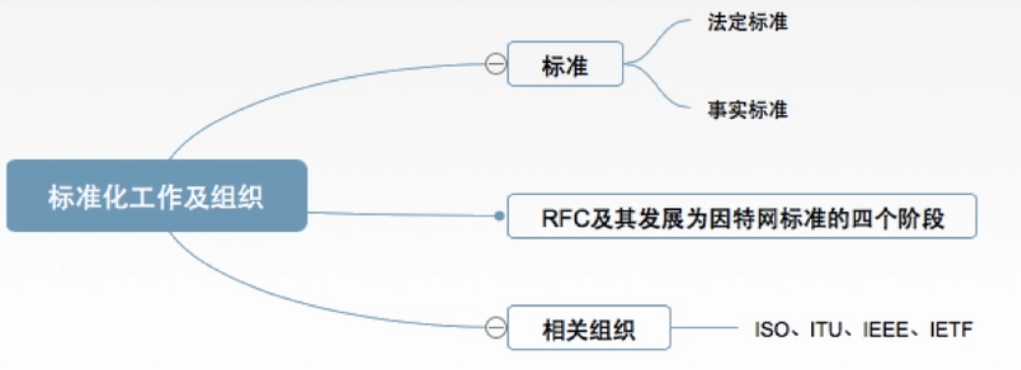 法定标准
标准
事实标准
标准化工作及组织
RFC及其发展为因特网标准的四个阶段
相关组织
ISO、ITU、IEEE、IETF